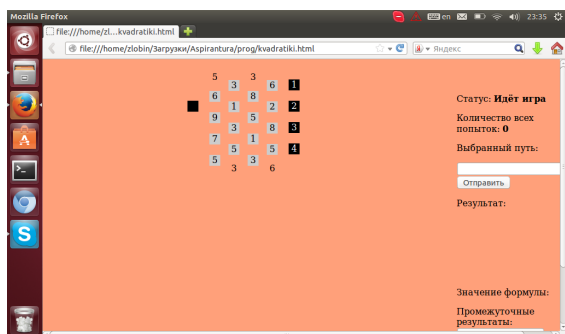 Mozilla Firefox
en
23:35
file:///home/zl...kvadratiki.html
file:///home/zlobin/Загрузки/Aspirantura/prog/kvadratiki.html
Яндекс
5 3
3 6 1
6 8
1 2 2
9 5
3 8 3
7 1
5 5 4
5 3
3 6
Статус: Идёт игра
Количество всех
попыток: 0
Выбранный путь:
Отправить
Результат:
Значение формулы:
Промежуточные
результаты: